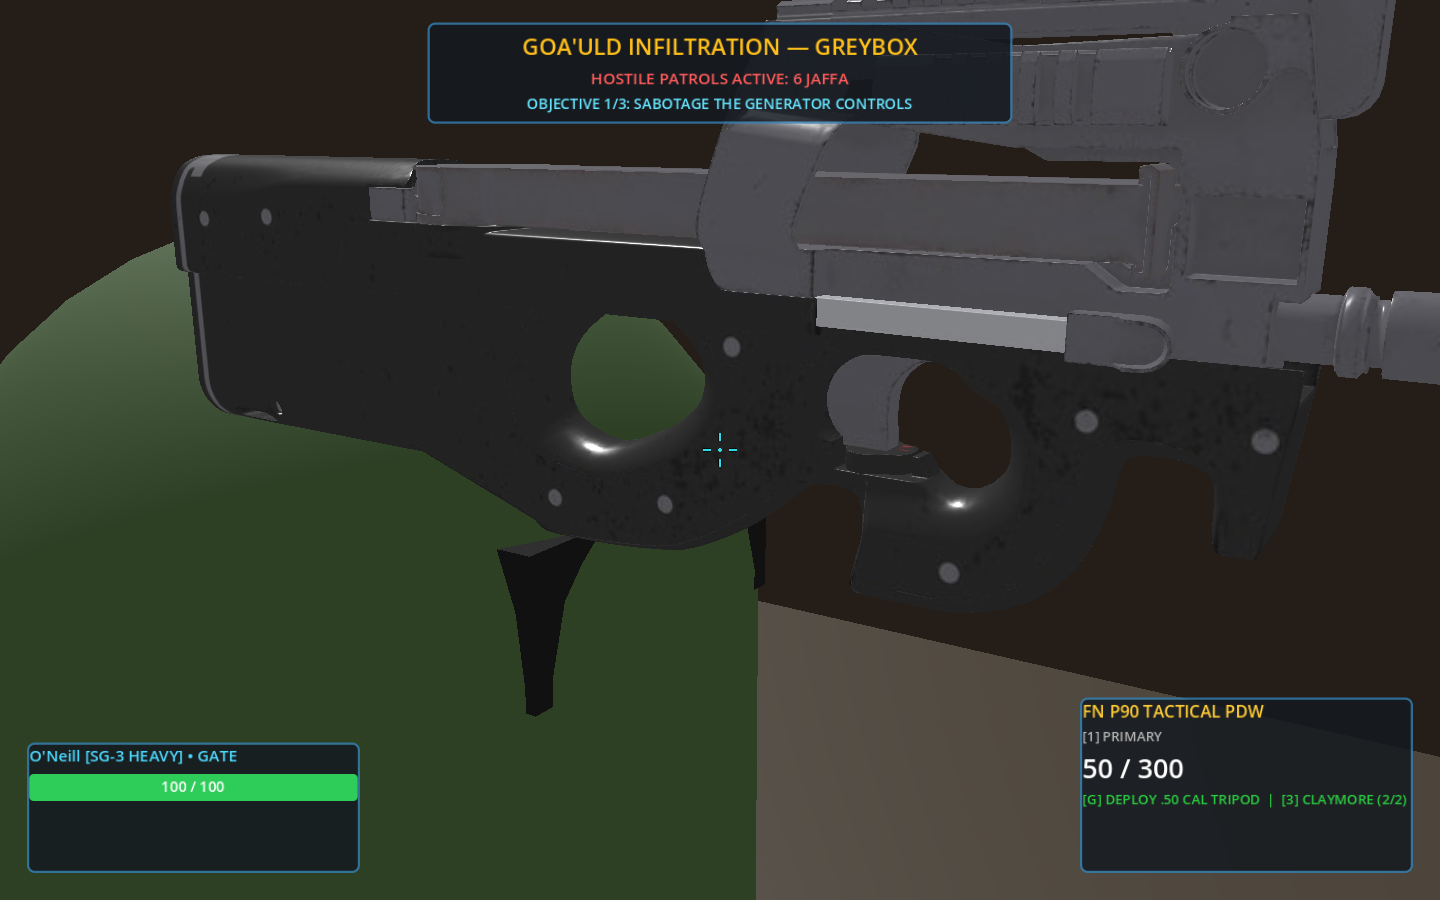 GOA'ULD INFILTRATION — GREYBOX
HOSTILE PATROLS ACTIVE: 6 JAFFA
OBJECTIVE 1/3: SABOTAGE THE GENERATOR CONTROLS
O'Neill [SG-3 HEAVY] • GATE
100 / 100
FN P90 TACTICAL PDW
[1] PRIMARY
50 / 300
[G] DEPLOY .50 CAL TRIPOD | [3] CLAYMORE (2/2)